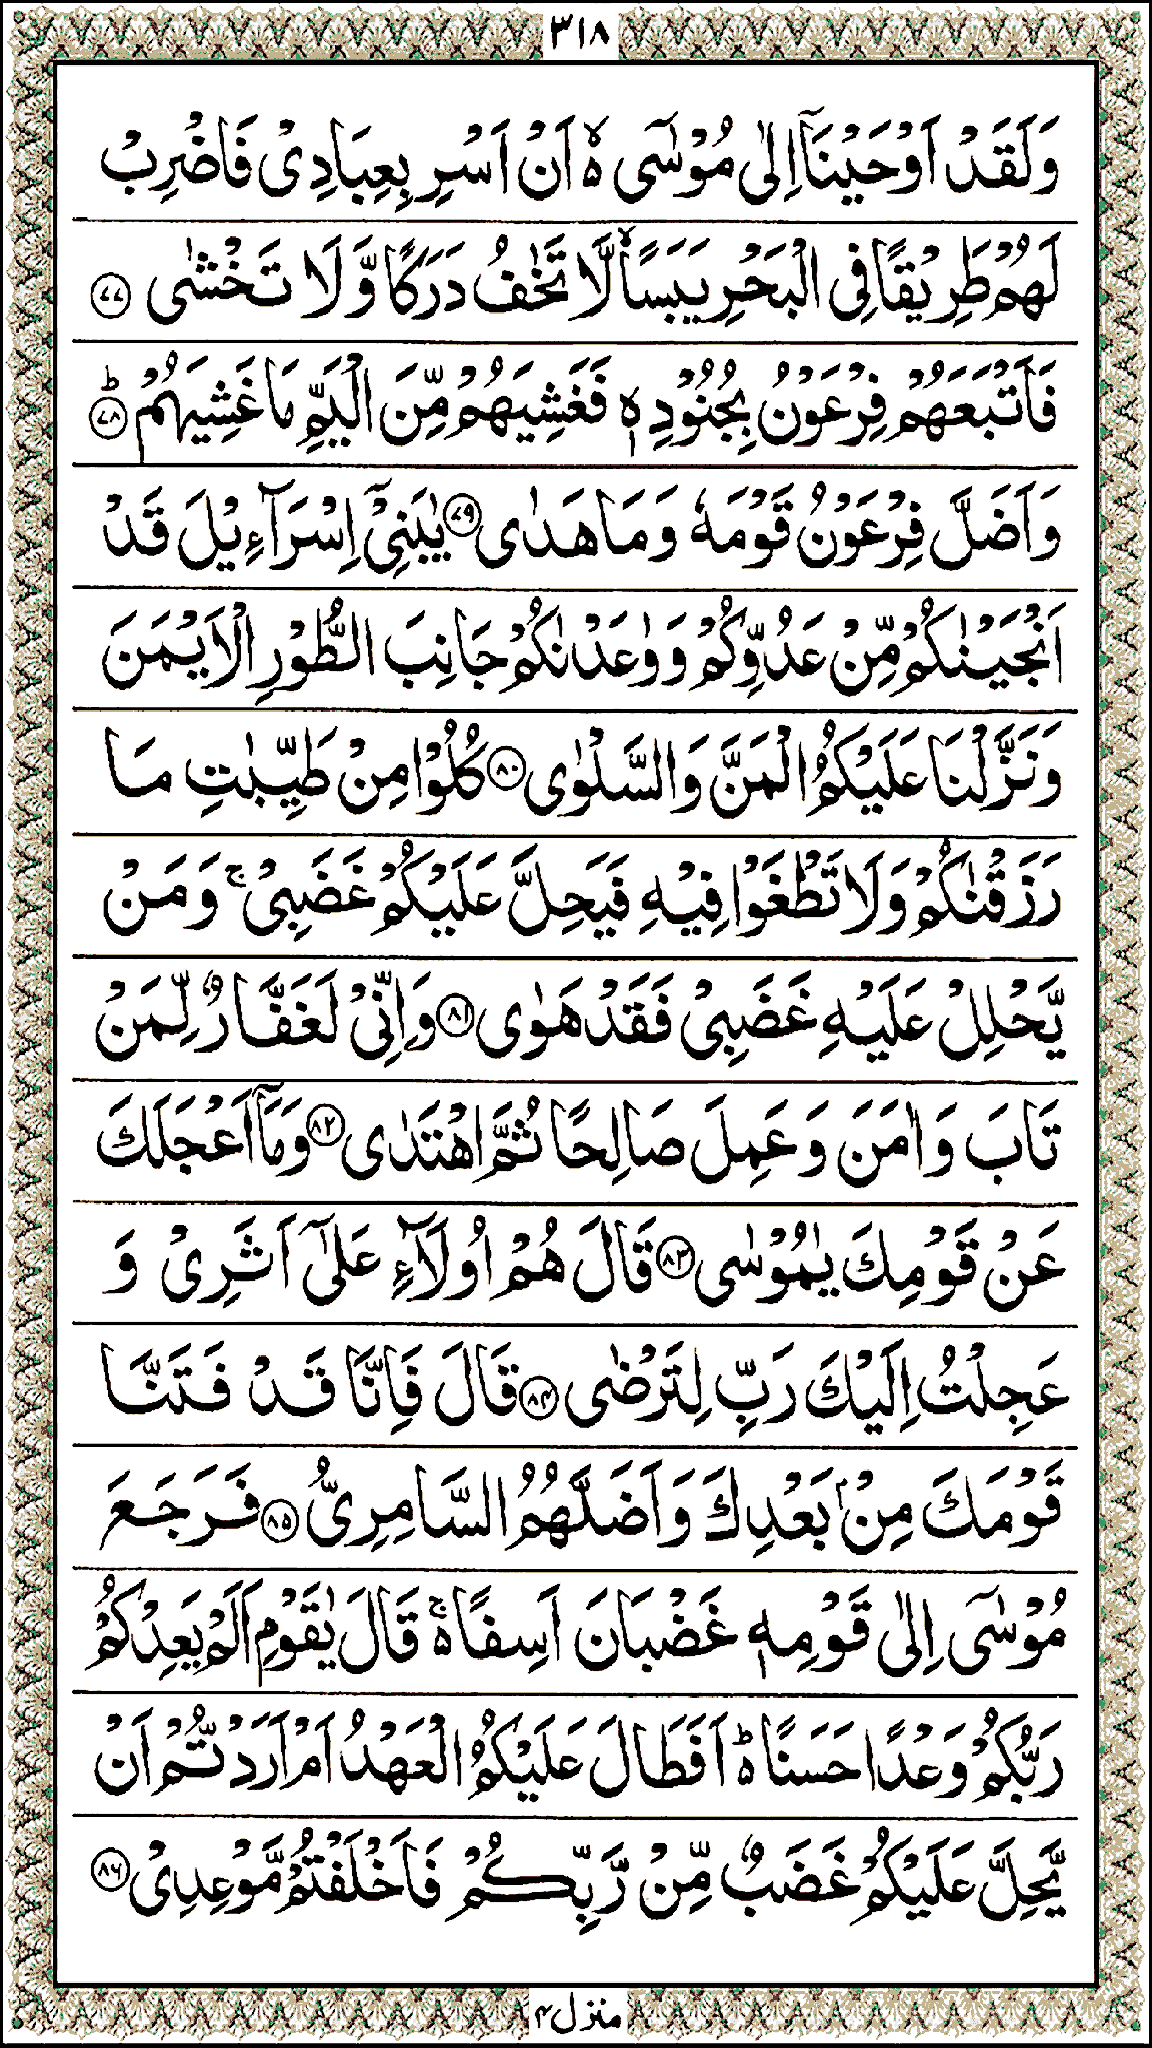 ٣١٨
وَلَقَدْ اَوْحَيْنَاۤ اِلٰى مُوْسٰۤى ۙ۬ اَنْ اَسْرِ بِعِبَادِىْ فَاضْرِبْ
لَهُمْ طَرِيْقًا فِى الْبَحْرِ يَبَسًا ۙ لَّا تَخٰفُ دَرَكًا وَّلَا تَخْشٰى ﴿٧٧﴾
فَاَتْبَعَهُمْ فِرْعَوْنُ بِجُنُوْدِهٖ فَغَشِيَهُمْ مِّنَ الْيَمِّ مَا غَشِيَهُمْ ؕ ﴿٧٨﴾
وَاَضَلَّ فِرْعَوْنُ قَوْمَهٗ وَمَا هَدٰى ﴿٧٩﴾ يٰبَنِىْۤ اِسْرَآءِيْلَ قَدْ
اَنْجَيْنٰكُمْ مِّنْ عَدُوِّكُمْ وَوٰعَدْنٰكُمْ جَانِبَ الطُّوْرِ الْاَيْمَنَ
وَنَزَّلْنَا عَلَيْكُمُ الْمَنَّ وَالسَّلْوٰى ﴿٨٠﴾ كُلُوْا مِنْ طَيِّبٰتِ مَا
رَزَقْنٰكُمْ وَلَا تَطْغَوْا فِيْهِ فَيَحِلَّ عَلَيْكُمْ غَضَبِىْ ۚ وَمَنْ
يَّحْلِلْ عَلَيْهِ غَضَبِىْ فَقَدْ هَوٰى ﴿٨١﴾ وَاِنِّىْ لَغَفَّارٌ لِّمَنْ
تَابَ وَاٰمَنَ وَعَمِلَ صَالِحًا ثُمَّ اهْتَدٰى ﴿٨٢﴾ وَمَاۤ اَعْجَلَكَ
عَنْ قَوْمِكَ يٰمُوْسٰى ﴿٨٣﴾ قَالَ هُمْ اُولَآءِ عَلٰۤى اَثَرِىْ وَ
عَجِلْتُ اِلَيْكَ رَبِّ لِتَرْضٰى ﴿٨٤﴾ قَالَ فَاِنَّا قَدْ فَتَنَّا
قَوْمَكَ مِنْۢ بَعْدِكَ وَاَضَلَّهُمُ السَّامِرِىُّ ﴿٨٥﴾ فَرَجَعَ
مُوْسٰۤى اِلٰى قَوْمِهٖ غَضْبَانَ اَسِفًا ۬ۚ قَالَ يٰقَوْمِ اَلَمْ يَعِدْكُمْ
رَبُّكُمْ وَعْدًا حَسَنًا ۬ؕ اَفَطَالَ عَلَيْكُمُ الْعَهْدُ اَمْ اَرَدْتُّمْ اَنْ
يَّحِلَّ عَلَيْكُمْ غَضَبٌ مِّنْ رَّبِّكُمْ فَاَخْلَفْتُمْ مَّوْعِدِىْ ﴿٨٦﴾
منزل ۴